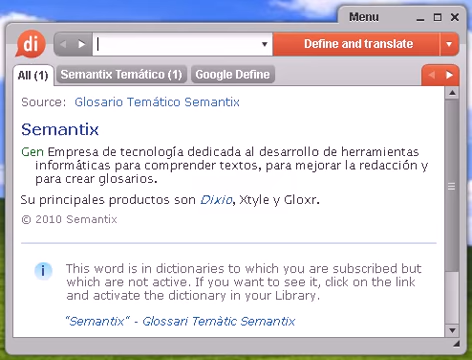 Menu
di
Define and translate
All (1)
Semantix Temático (1)
Google Define
Source: Glosario Temático Semantix
Semantix
Gen Empresa de tecnología dedicada al desarrollo de herramientas
informáticas para comprender textos, para mejorar la redacción y
para crear glosarios.
Su principales productos son Dixio, Xtyle y Gloxr.
© 2010 Semantix
i
This word is in dictionaries to which you are subscribed but
which are not active. If you want to see it, click on the link
and activate the dictionary in your Library.
"Semantix" - Glossari Temàtic Semantix